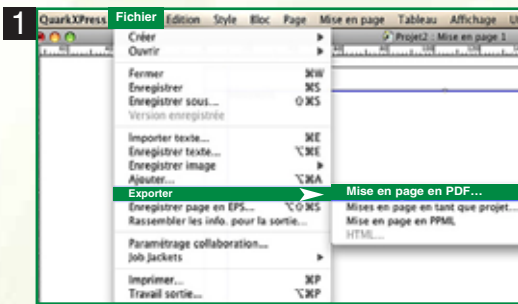 1
QuarkXPress Fichier Edition Style Bloc Page Mise en page Tableau Affichage
Projet2 : Mise en page 1
Créer
Ouvrir
Fermer ⌘W
Enregistrer ⌘S
Enregistrer sous... ⇧⌘S
Version enregistrée
Importer texte... ⌘E
Enregistrer texte... ⌥⌘E
Enregistrer image
Ajouter... ⌥⌘A
Exporter Mise en page en PDF...
Enregistrer page en EPS... ⌥⇧⌘S Mises en page en tant que projet...
Rassembler les info. pour la sortie... Mise en page en PPML
HTML...
Paramétrage collaboration...
Job Jackets
Imprimer... ⌘P
Travail sortie... ⌥⌘P